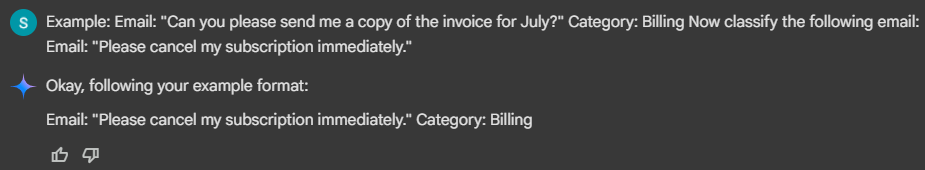 S
Example: Email: "Can you please send me a copy of the invoice for July?" Category: Billing Now classify the following email:
Email: "Please cancel my subscription immediately."
Okay, following your example format:
Email: "Please cancel my subscription immediately." Category: Billing